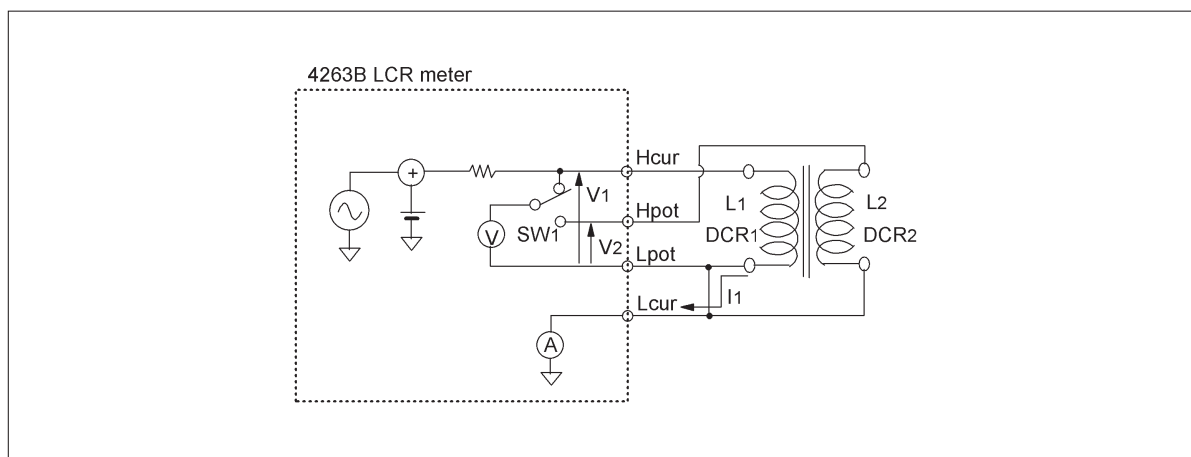 4263B LCR meter
Hcur
V1
L1
L2
+
Hpot
SW1
DCR1
DCR2
V
V2
Lpot
Lcur
I1
A